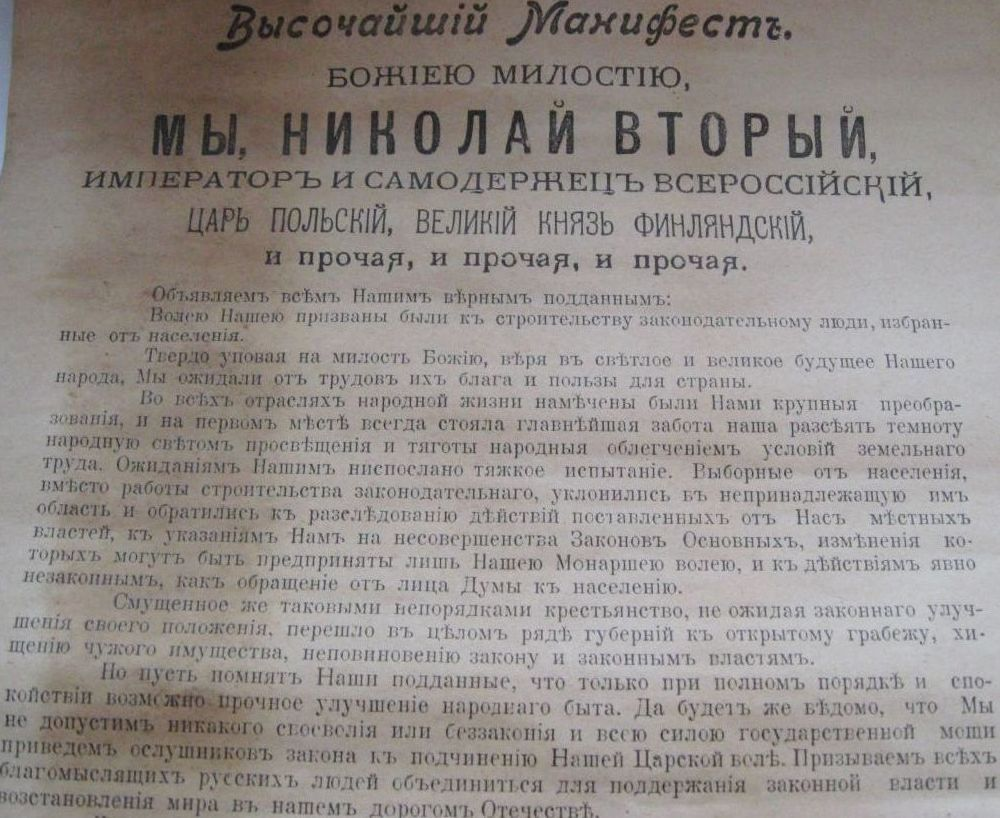 Высочайшій Манифестъ.
БОЖІЕЮ МИЛОСТІЮ,
МЫ, НИКОЛАЙ ВТОРЫЙ,
ИМПЕРАТОРЪ И САМОДЕРЖЕЦЪ ВСЕРОССІЙСКІЙ,
ЦАРЬ ПОЛЬСКІЙ, ВЕЛИКІЙ КНЯЗЬ ФИНЛЯНДСКІЙ,
и прочая, и прочая, и прочая.
Объявляемъ всѣмъ Нашимъ вѣрнымъ подданнымъ:
Волею Нашею призваны были къ строительству законодательному люди, избран-
ные отъ населенія.
Твердо уповая на милость Божію, вѣря въ свѣтлое и великое будущее Нашего
народа, Мы ожидали отъ трудовъ ихъ блага и пользы для страны.
Во всѣхъ отрасляхъ народной жизни намѣчены были Нами крупныя преобра-
зованія, и на первомъ мѣстѣ всегда стояла главнѣйшая забота наша разсѣять темноту
народную свѣтомъ просвѣщенія и тяготы народныя облегченіемъ условій земельнаго
труда. Ожиданіямъ Нашимъ ниспослано тяжкое испытаніе. Выборные отъ населенія,
вмѣсто работы строительства законодательнаго, уклонились въ непринадлежащую имъ
область и обратились къ разслѣдованію дѣйствій поставленныхъ отъ Насъ мѣстныхъ
властей, къ указаніямъ Намъ на несовершенства Законовъ Основныхъ, измѣненія ко-
торыхъ могутъ быть предприняты лишь Нашею Монаршею волею, и къ дѣйствіямъ явно
незаконнымъ, какъ обращеніе отъ лица Думы къ населенію.
Смущенное же таковыми непорядками крестьянство, не ожидая законнаго улуч-
шенія своего положенія, перешло въ цѣломъ рядѣ губерній къ открытому грабежу, хи-
щенію чужого имущества, неповиновенію закону и законнымъ властямъ.
Но пусть помнятъ Наши подданные, что только при полномъ порядкѣ и спо-
койствіи возможно прочное улучшеніе народнаго быта. Да будетъ же вѣдомо, что Мы
не допустимъ никакого своеволія или беззаконія и всею силою государственной мощи
приведемъ ослушниковъ закона къ подчиненію Нашей Царской волѣ. Призываемъ всѣхъ
благомыслящихъ русскихъ людей объединиться для поддержанія законной власти и
возстановленія мира въ нашемъ дорогомъ Отечествѣ.